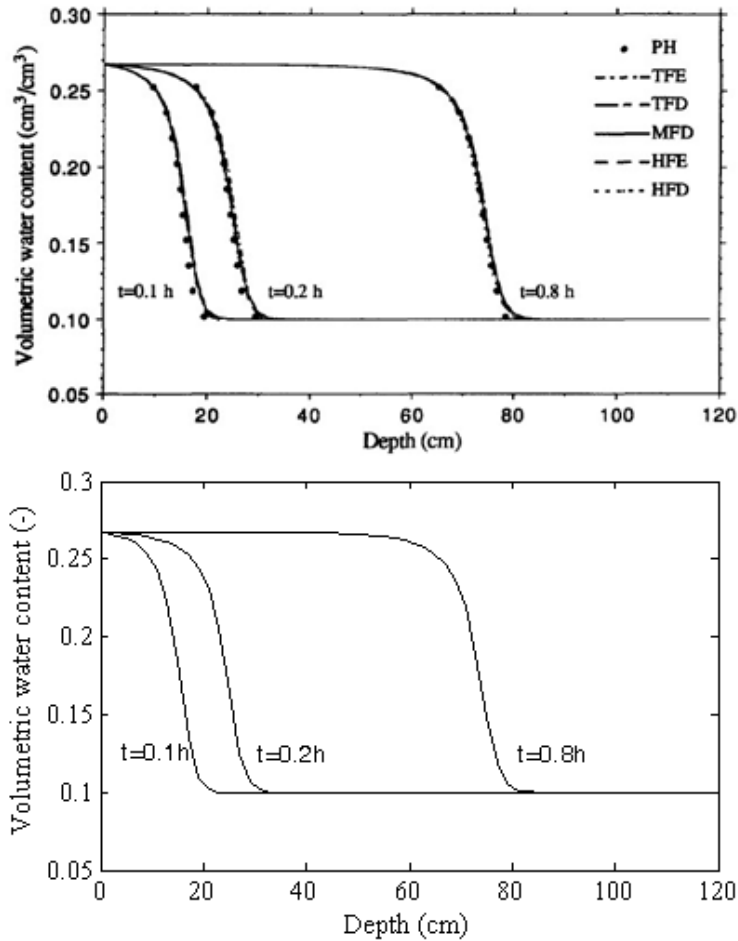 0.30
0.25
0.20
0.15
0.10
0.05
Volumetric water content (cm³/cm³)
PH
TFE
TFD
MFD
HFE
HFD
t=0.1 h
t=0.2 h
t=0.8 h
0
20
40
60
80
100
120
Depth (cm)
0.3
0.25
0.2
0.15
0.1
0.05
Volumetric water content (-)
t=0.1h
t=0.2h
t=0.8h
0
20
40
60
80
100
120
Depth (cm)